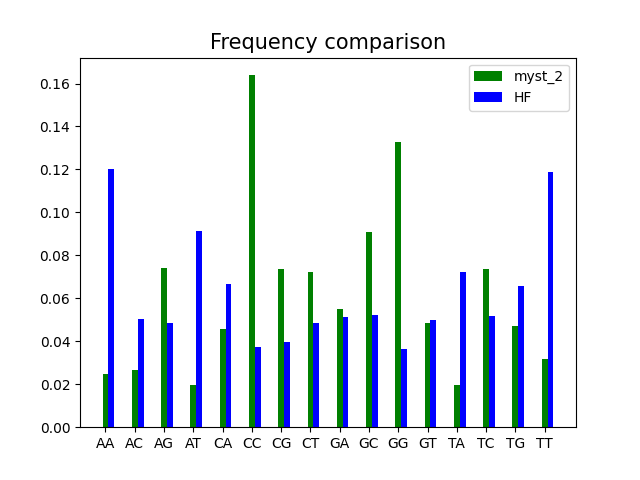 Frequency comparison
myst_2
HF
0.16
0.14
0.12
0.10
0.08
0.06
0.04
0.02
0.00
AA AC AG AT CA CC CG CT GA GC GG GT TA TC TG TT